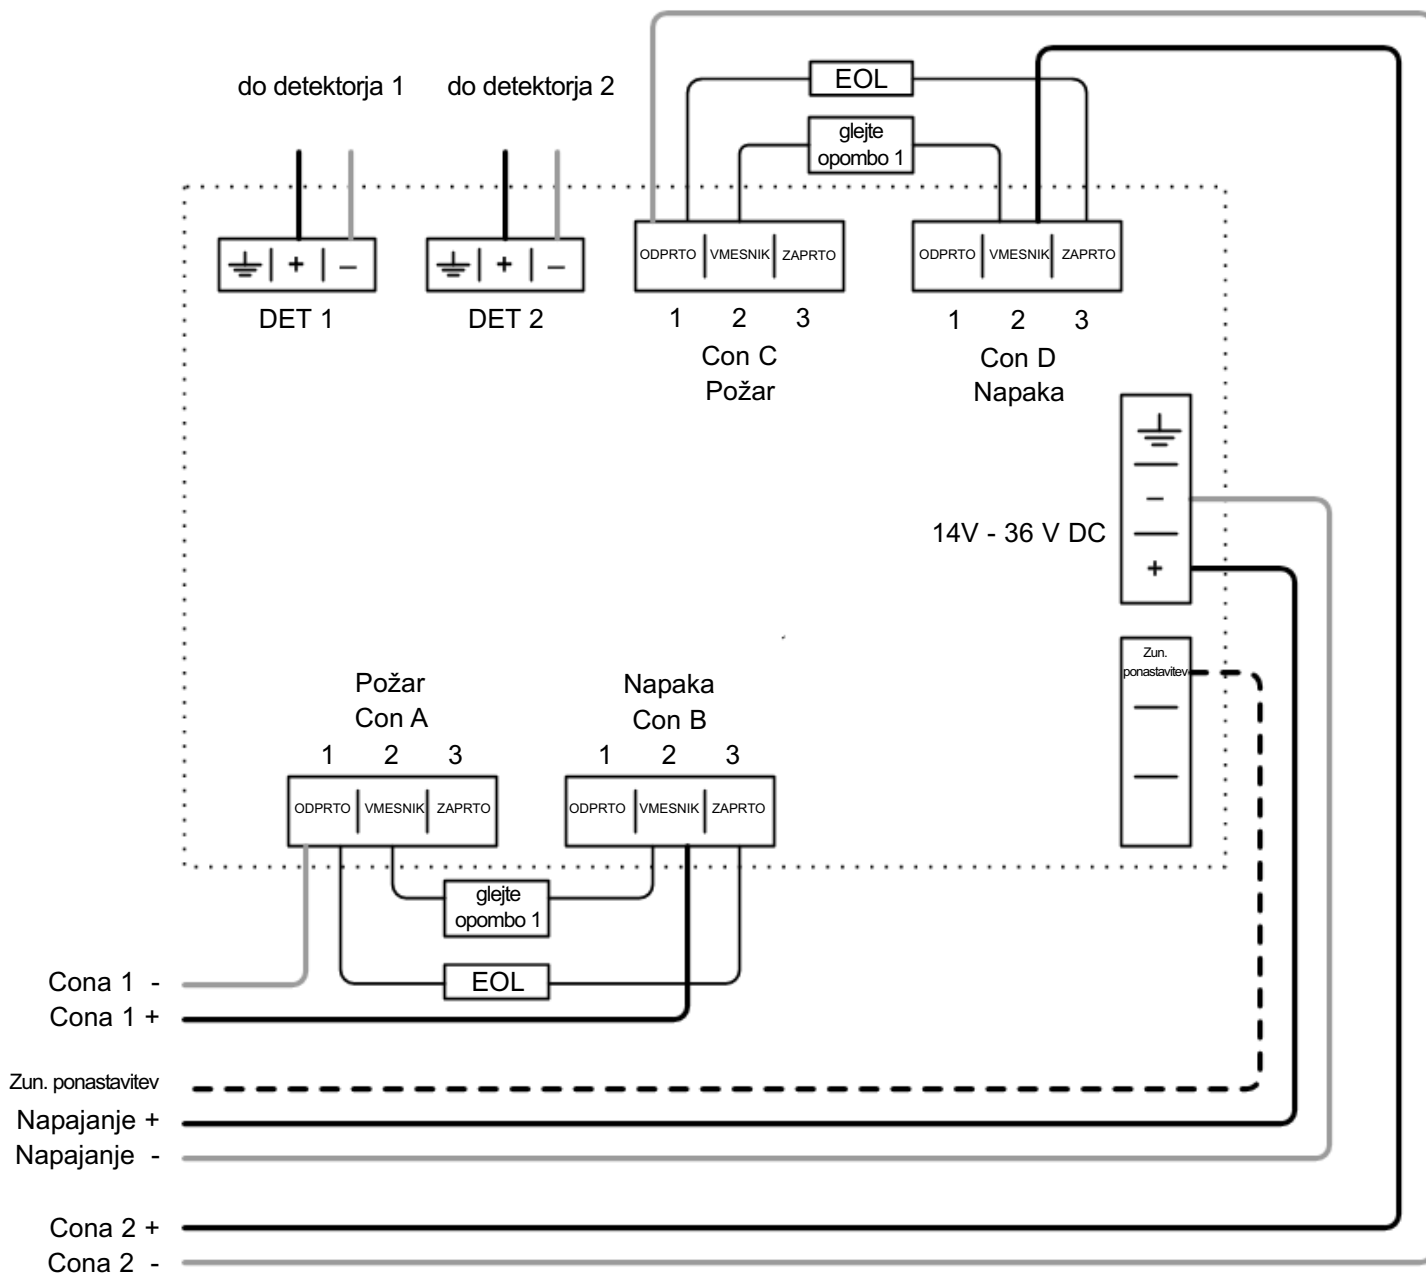 do detektorja 1
do detektorja 2
EOL
glejte
opombo 1
+ –
DET 1
+ –
DET 2
ODPRTO VMESNIK ZAPRTO
1 2 3
Con C
Požar
ODPRTO VMESNIK ZAPRTO
1 2 3
Con D
Napaka
–
14V - 36 V DC
+
Zun.
ponastavitev
Požar
Con A
1 2 3
ODPRTO VMESNIK ZAPRTO
Napaka
Con B
1 2 3
ODPRTO VMESNIK ZAPRTO
glejte
opombo 1
EOL
Cona 1 -
Cona 1 +
Zun. ponastavitev
Napajanje +
Napajanje -
Cona 2 +
Cona 2 -